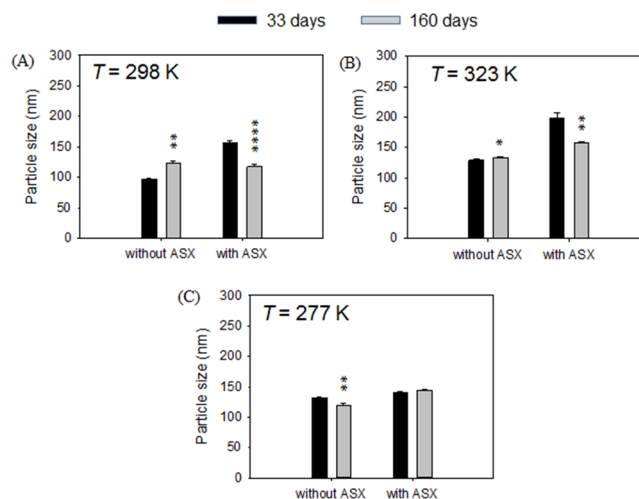 33 days 160 days
(A)
T = 298 K
Particle size (nm)
300
250
200
150
100
50
0
**
****
without ASX with ASX
(B)
T = 323 K
Particle size (nm)
300
250
200
150
100
50
0
*
**
without ASX with ASX
(C)
T = 277 K
Particle size (nm)
300
250
200
150
100
50
0
**
without ASX with ASX